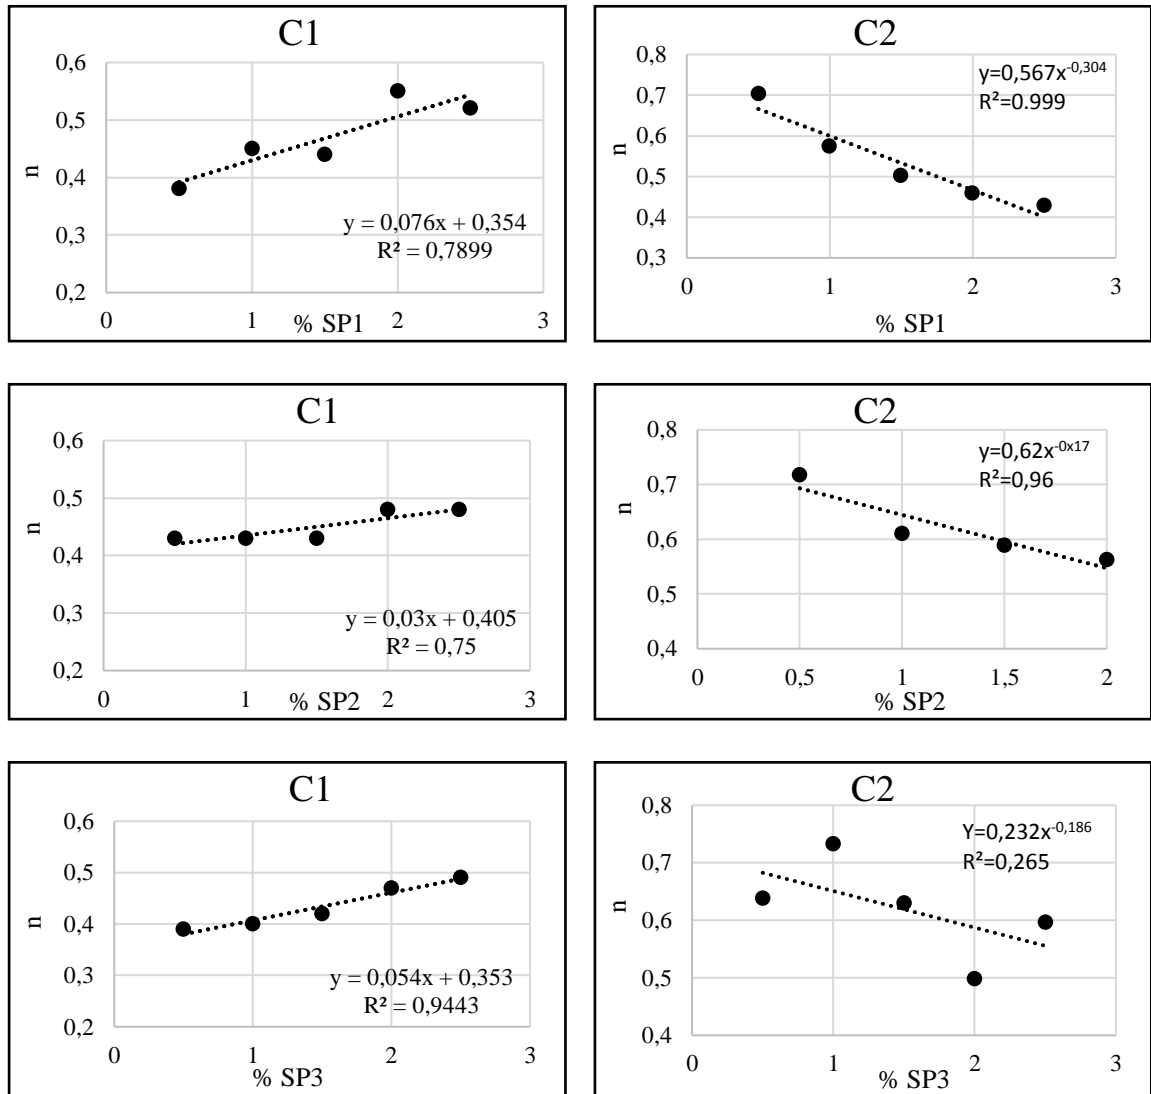 C1
0,6
0,5
0,4
0,3
0,2
n
y = 0,076x + 0,354
R² = 0,7899
0 1 2 3
% SP1
C2
0,8
0,7
0,6
0,5
0,4
0,3
n
y=0,567x^-0,304
R²=0.999
0 1 2 3
% SP1
C1
0,6
0,5
0,4
0,3
0,2
n
y = 0,03x + 0,405
R² = 0,75
0 1 2 3
% SP2
C2
0,8
0,7
0,6
0,5
0,4
n
y=0,62x^-0x17
R²=0,96
0 0,5 1 1,5 2
% SP2
C1
0,6
0,5
0,4
0,3
0,2
n
y = 0,054x + 0,353
R² = 0,9443
0 1 2 3
% SP3
C2
0,8
0,7
0,6
0,5
0,4
n
Y=0,232x^-0,186
R²=0,265
0 1 2 3
% SP3